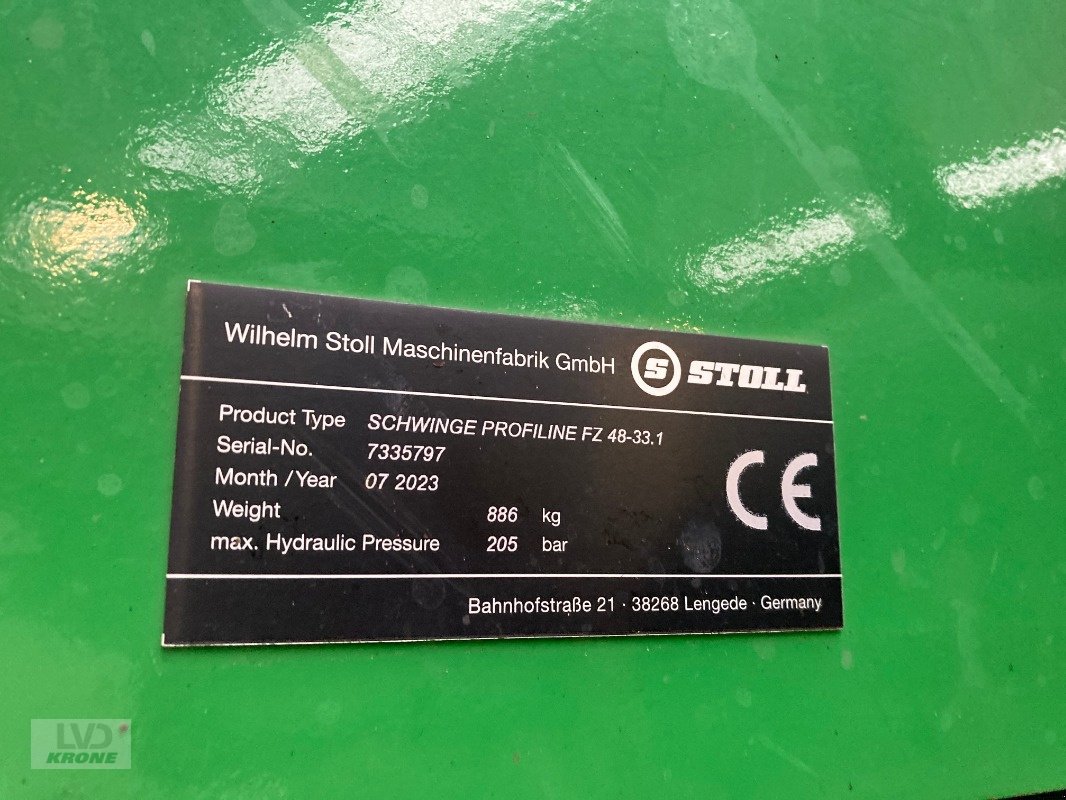 Wilhelm Stoll Maschinenfabrik GmbH S STOLL
Product Type SCHWINGE PROFILINE FZ 48-33.1
Serial-No. 7335797
Month / Year 07 2023
Weight 886 kg
max. Hydraulic Pressure 205 bar
CE
Bahnhofstraße 21 · 38268 Lengede · Germany
LVD
KRONE